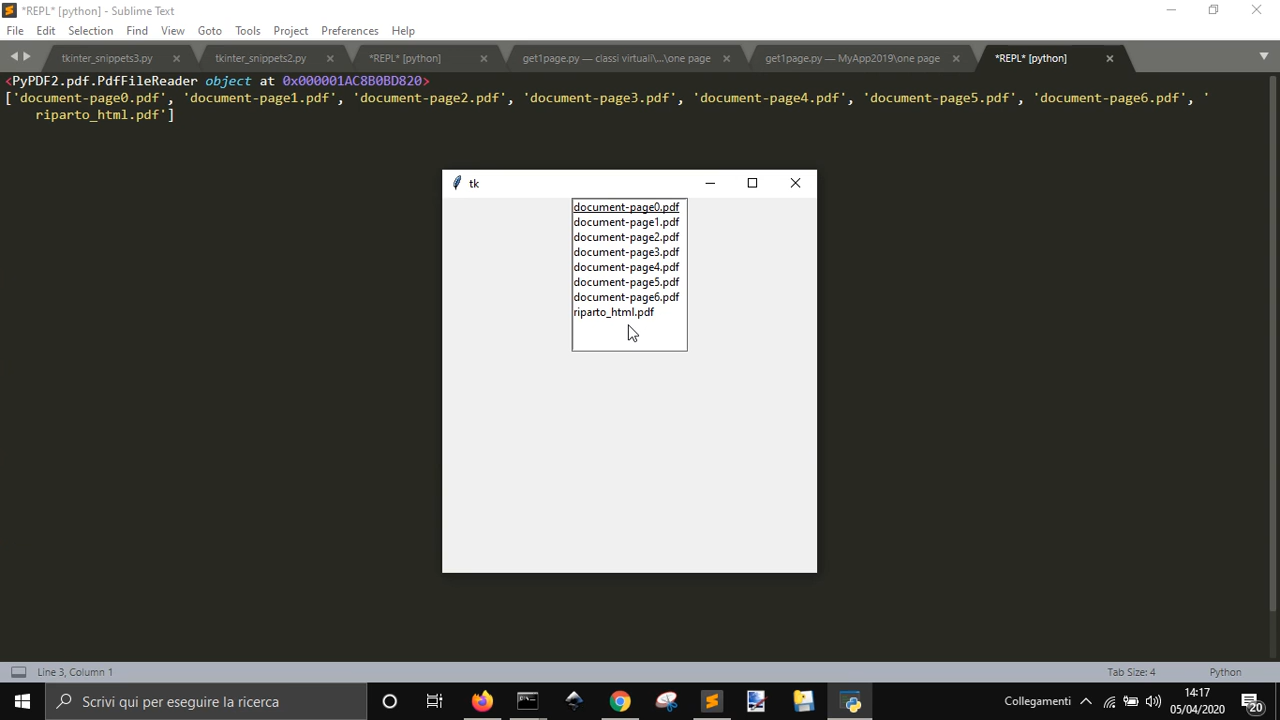 *REPL* [python] - Sublime Text
File Edit Selection Find View Goto Tools Project Preferences Help
tkinter_snippets3.py tkinter_snippets2.py *REPL* [python] get1page.py — classi virtuali\...\one page get1page.py — MyApp2019\one page *REPL* [python]
<PyPDF2.pdf.PdfFileReader object at 0x000001AC8B0BD820>
['document-page0.pdf', 'document-page1.pdf', 'document-page2.pdf', 'document-page3.pdf', 'document-page4.pdf', 'document-page5.pdf', 'document-page6.pdf', '
riparto_html.pdf']
tk
document-page0.pdf
document-page1.pdf
document-page2.pdf
document-page3.pdf
document-page4.pdf
document-page5.pdf
document-page6.pdf
riparto_html.pdf
Line 3, Column 1 Tab Size: 4 Python
Scrivi qui per eseguire la ricerca Collegamenti 14:17
05/04/2020 20